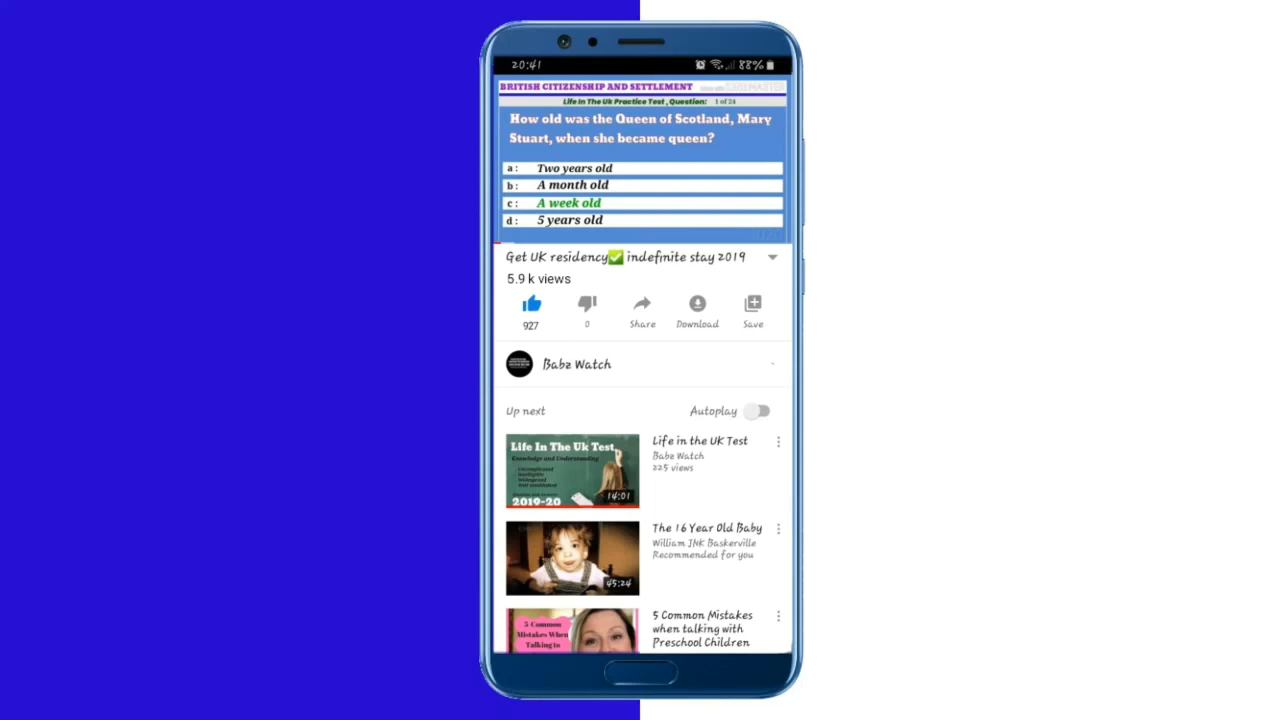 20:41
88%
BRITISH CITIZENSHIP AND SETTLEMENT
Life In The Uk Practice Test , Question: 1 of 24
How old was the Queen of Scotland, Mary
Stuart, when she became queen?
a : Two years old
b : A month old
c : A week old
d : 5 years old
Get UK residency✅ indefinite stay 2019
5.9 k views
927
0
Share
Download
Save
Babz Watch
Up next
Autoplay
Life In The Uk Test
Knowledge and Understanding
2019-20
14:01
Life in the UK Test
Babz Watch
225 views
45:24
The 16 Year Old Baby
William JNK Baskerville
Recommended for you
5 Common
Mistakes When
Talking to
5 Common Mistakes
when talking with
Preschool Children